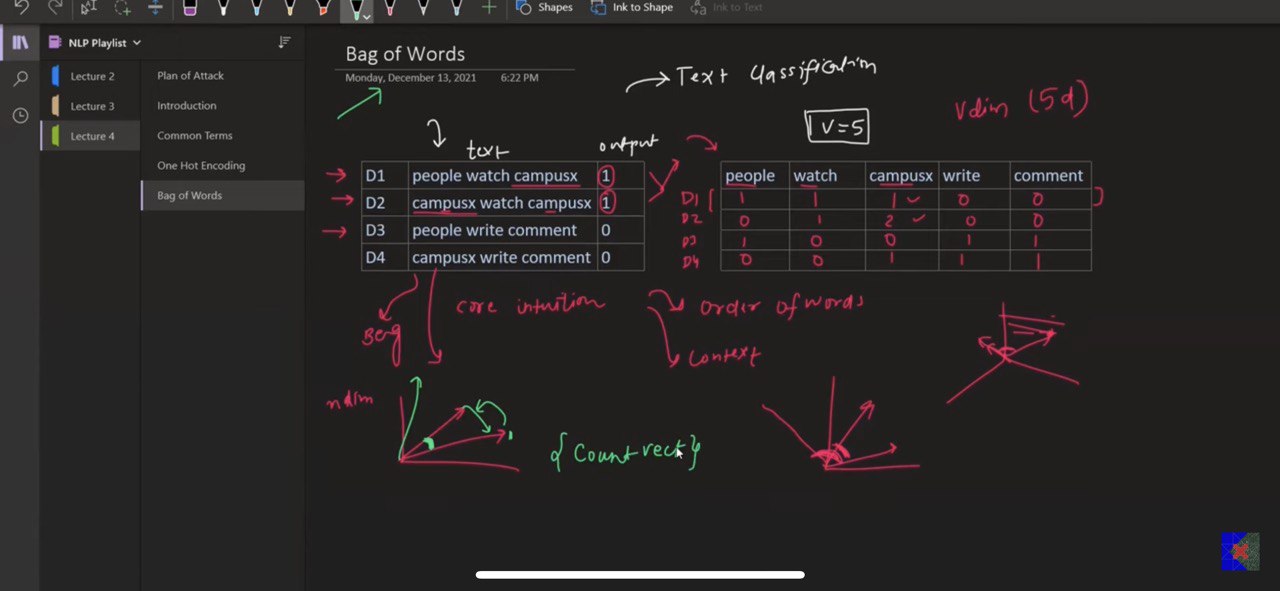 Shapes Ink to Shape Ink to Text
NLP Playlist
Lecture 2
Lecture 3
Lecture 4
Plan of Attack
Introduction
Common Terms
One Hot Encoding
Bag of Words
Bag of Words
Monday, December 13, 2021 6:22 PM
Text Classification
V=5
Vdim (5d)
text output
D1 people watch campusx 1
D2 campusx watch campusx 1
D3 people write comment 0
D4 campusx write comment 0
people watch campusx write comment
D1 1 1 1 0 0
D2 0 1 2 0 0
D3 1 0 0 1 1
D4 0 0 1 1 1
core intuition
order of words
context
ndim